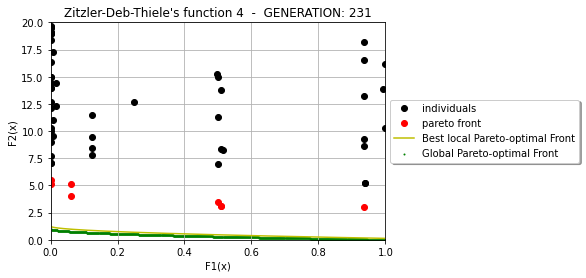 Zitzler-Deb-Thiele's function 4 - GENERATION: 231
20.0
17.5
15.0
12.5
10.0
7.5
5.0
2.5
0.0
F2(x)
0.0 0.2 0.4 0.6 0.8 1.0
F1(x)
individuals
pareto front
Best local Pareto-optimal Front
Global Pareto-optimal Front